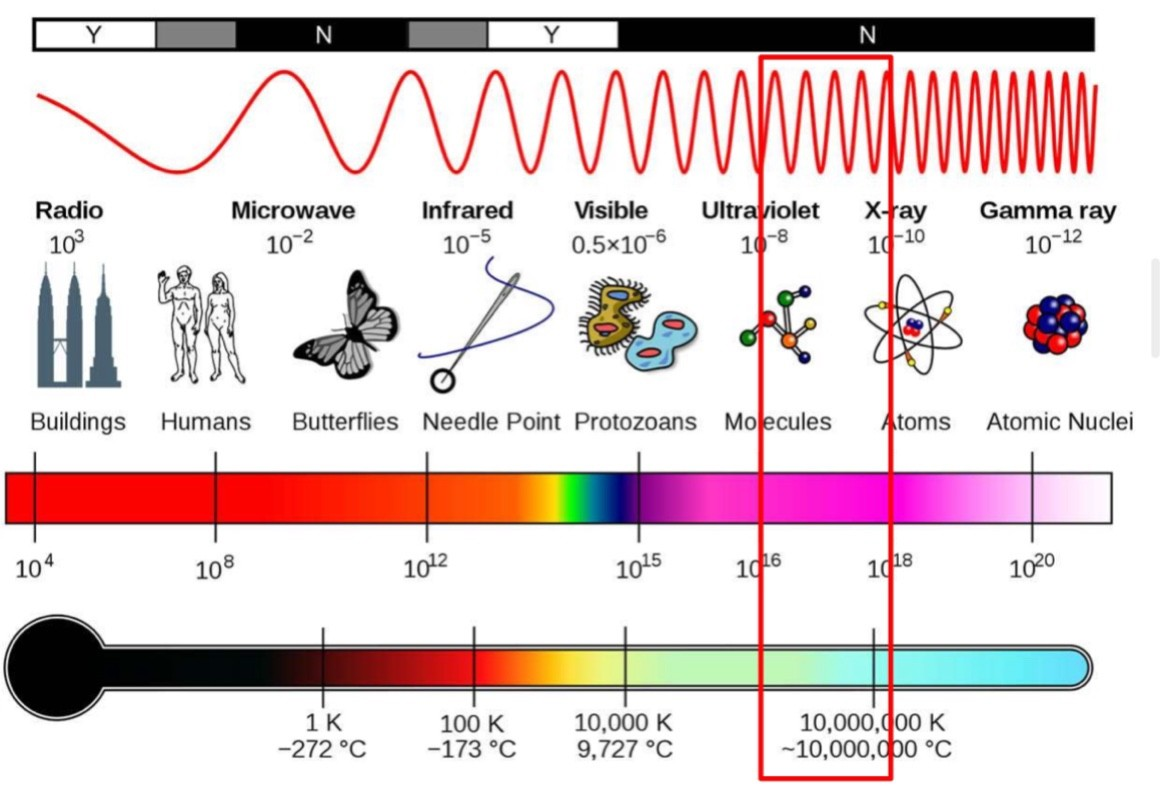 Y N Y N
Radio Microwave Infrared Visible Ultraviolet X-ray Gamma ray
10³ 10⁻² 10⁻⁵ 0.5×10⁻⁶ 10⁻⁸ 10⁻¹⁰ 10⁻¹²
Buildings Humans Butterflies Needle Point Protozoans Molecules Atoms Atomic Nuclei
10⁴ 10⁸ 10¹² 10¹⁵ 10¹⁶ 10¹⁸ 10²⁰
1 K 100 K 10,000 K 10,000,000 K
−272 °C −173 °C 9,727 °C ~10,000,000 °C